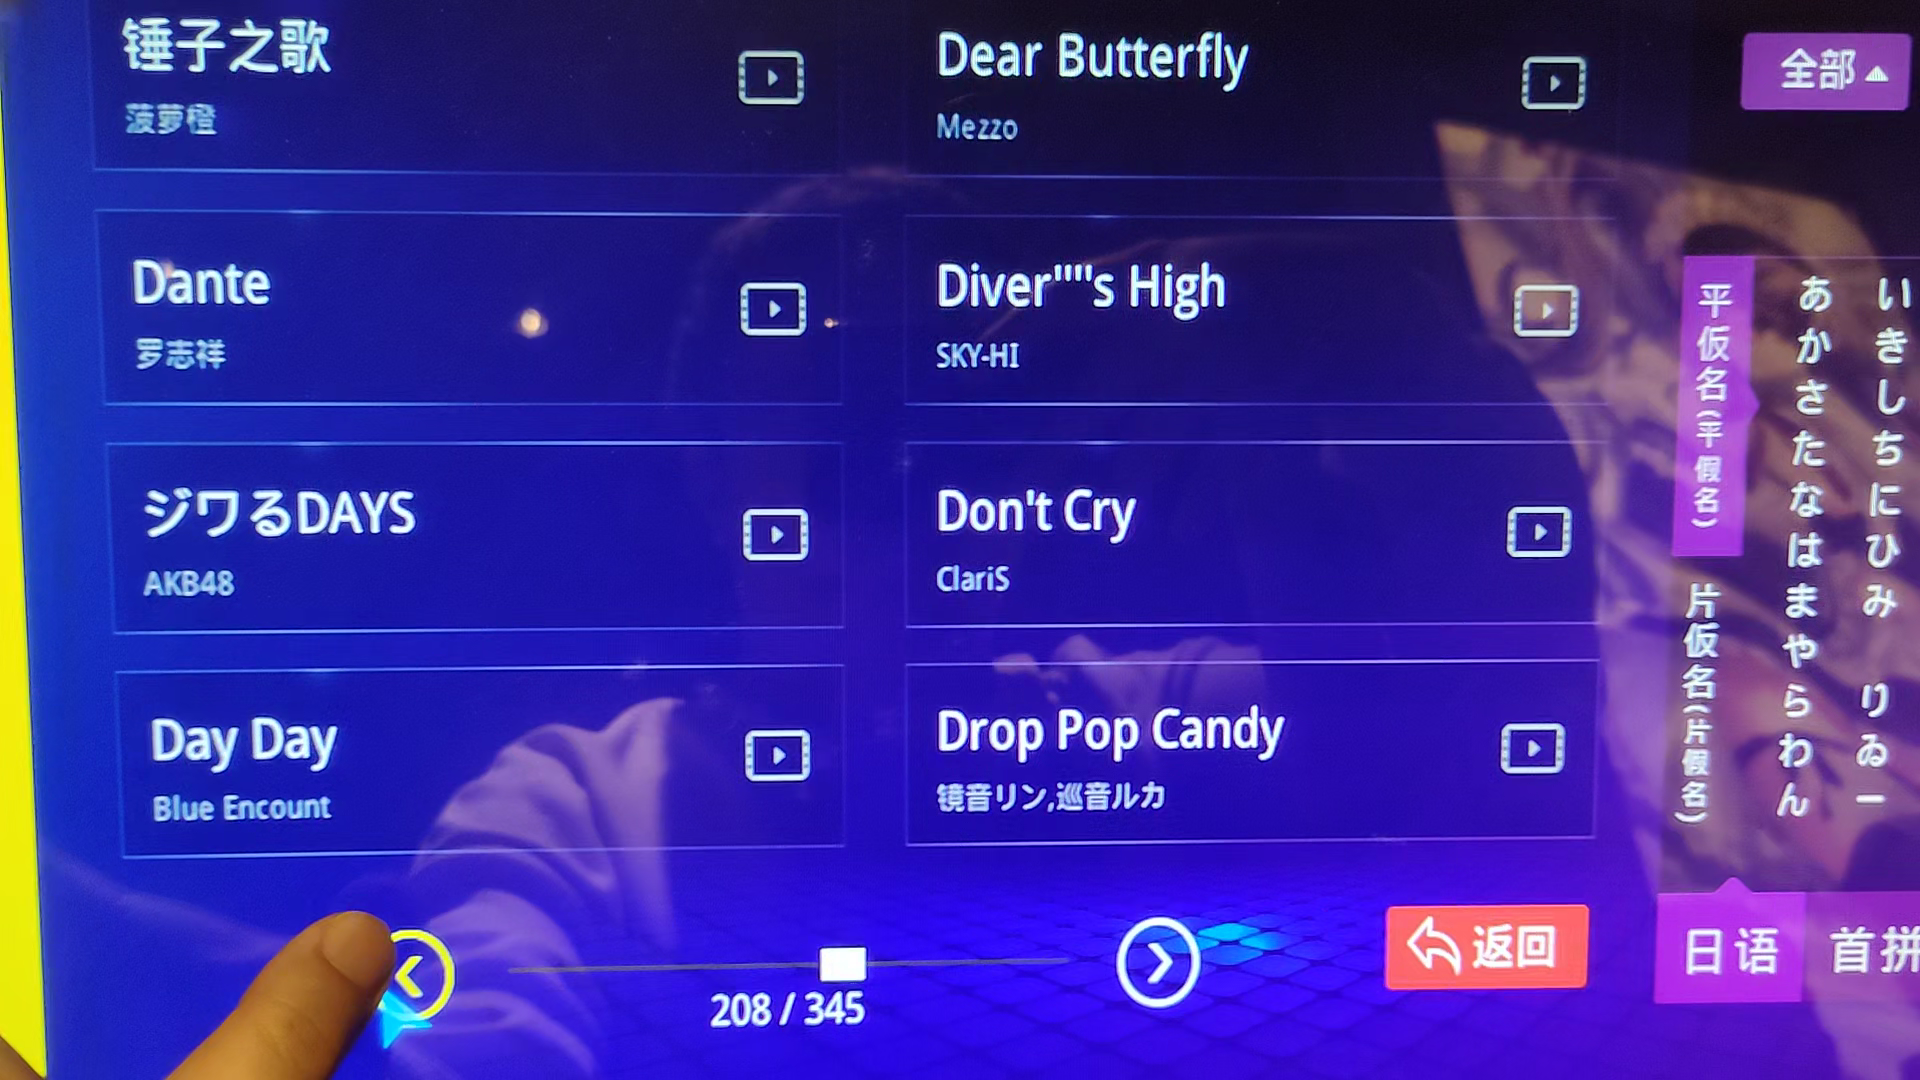 锤子之歌
菠萝橙
Dear Butterfly
Mezzo
Dante
罗志祥
Diver""s High
SKY-HI
ジワるDAYS
AKB48
Don't Cry
ClariS
Day Day
Blue Encount
Drop Pop Candy
镜音リン,巡音ルカ
208 / 345
返回
全部
平仮名(平假名)
片仮名(片假名)
あかさたなはまやらわん
いきしちにひみ りゐー
日语
首拼